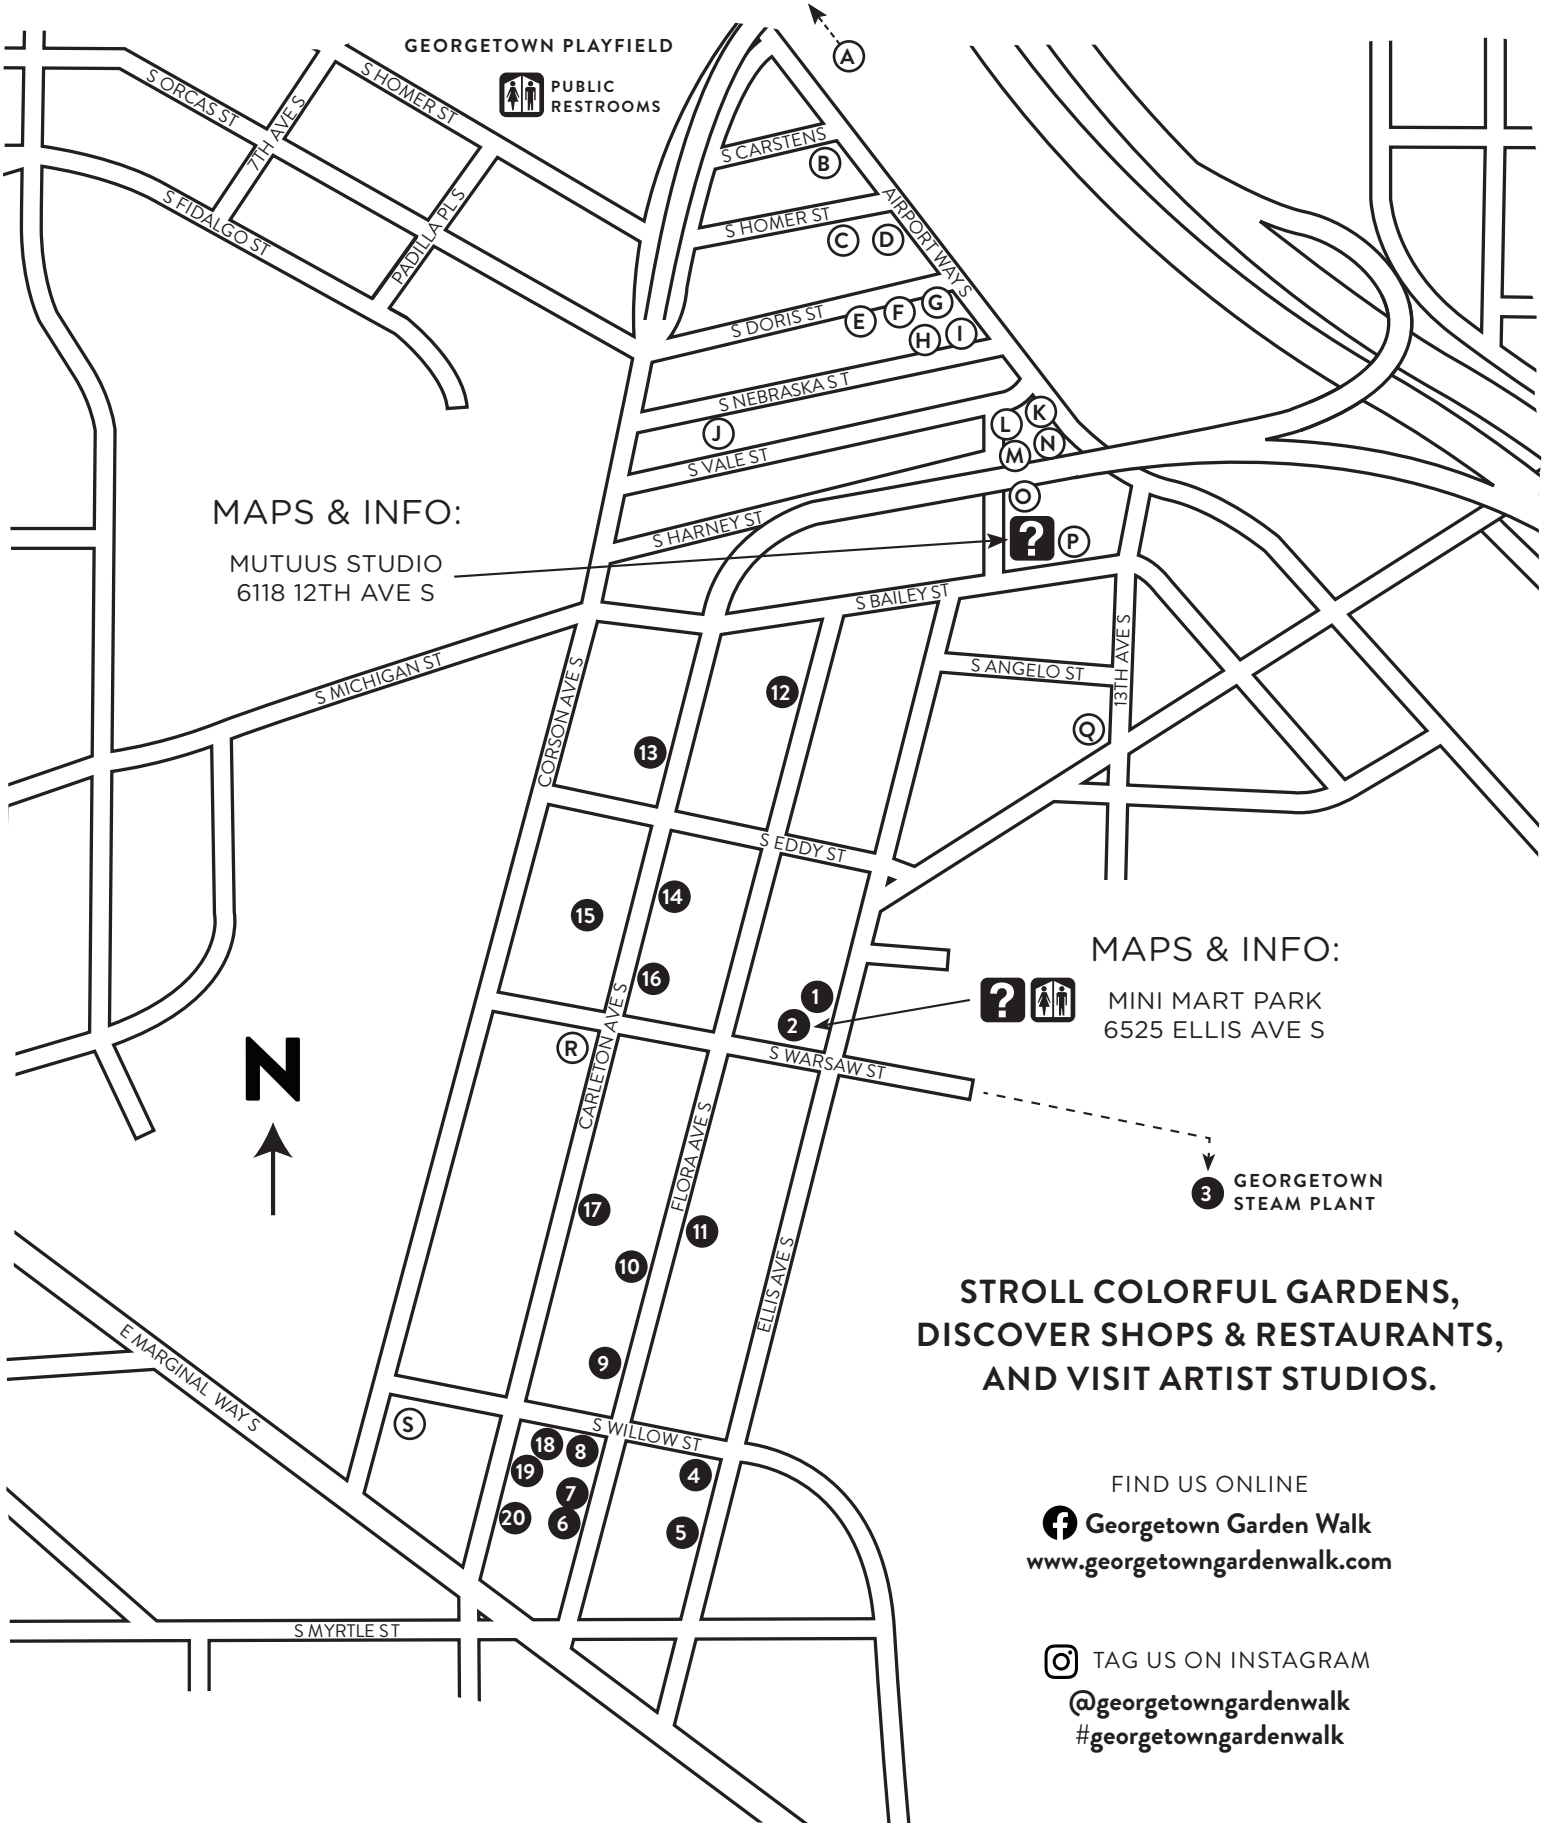 GEORGETOWN PLAYFIELD
PUBLIC
RESTROOMS
A
S ORCAS ST
S HOMER ST
7TH AVE S
S FIDALGO ST
PADILLA PL S
S CARSTENS
B
S HOMER ST
AIRPORT WAY S
C
D
S DORIS ST
E
F
G
H
I
S NEBRASKA ST
J
K
L
M
N
S VALE ST
S HARNEY ST
O
?
P
MAPS & INFO:
MUTUUS STUDIO
6118 12TH AVE S
S BAILEY ST
S MICHIGAN ST
CORSON AVE S
S ANGELO ST
13TH AVE S
Q
12
13
S EDDY ST
14
15
16
1
2
MAPS & INFO:
?
MINI MART PARK
6525 ELLIS AVE S
R
CARLETON AVE S
S WARSAW ST
N
FLORA AVE S
3
GEORGETOWN
STEAM PLANT
17
11
10
ELLIS AVE S
9
STROLL COLORFUL GARDENS,
DISCOVER SHOPS & RESTAURANTS,
AND VISIT ARTIST STUDIOS.
E MARGINAL WAY S
S
S WILLOW ST
18
8
19
7
20
6
4
5
S MYRTLE ST
FIND US ONLINE
Georgetown Garden Walk
www.georgetowngardenwalk.com
TAG US ON INSTAGRAM
@georgetowngardenwalk
#georgetowngardenwalk